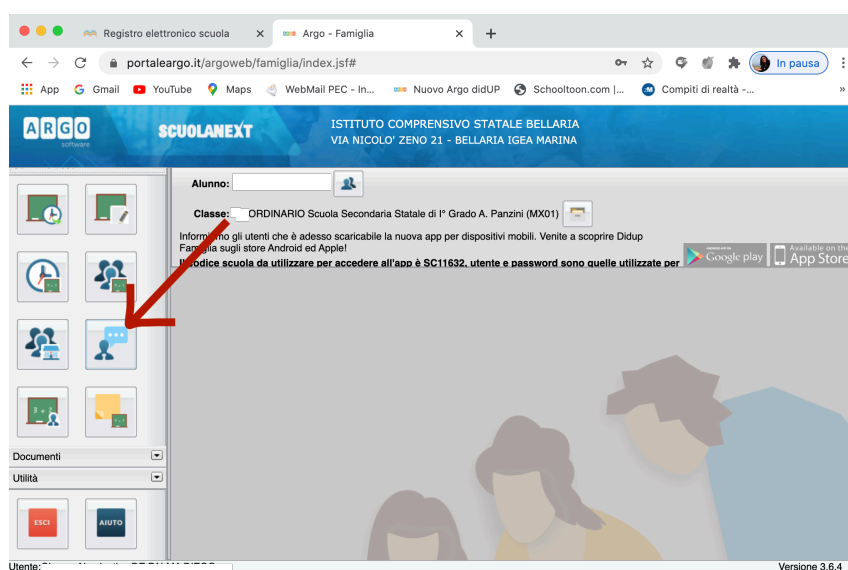 Registro elettronico scuola
Argo - Famiglia
portaleargo.it/argoweb/famiglia/index.jsf#
In pausa
App Gmail YouTube Maps WebMail PEC - In... Nuovo Argo didUP Schooltoon.com |... Compiti di realtà -... »
ARGO
software
SCUOLANEXT
ISTITUTO COMPRENSIVO STATALE BELLARIA
VIA NICOLO' ZENO 21 - BELLARIA IGEA MARINA
Alunno:
Classe: ORDINARIO Scuola Secondaria Statale di I° Grado A. Panzini (MX01)
Informiamo gli utenti che è adesso scaricabile la nuova app per dispositivi mobili. Venite a scoprire Didup
Famiglia sugli store Android ed Apple!
Il codice scuola da utilizzare per accedere all'app è SC11632, utente e password sono quelle utilizzate per
Google play
Available on the
App Store
Documenti
Utilità
ESCI
AIUTO
Utente:
Versione 3.6.4